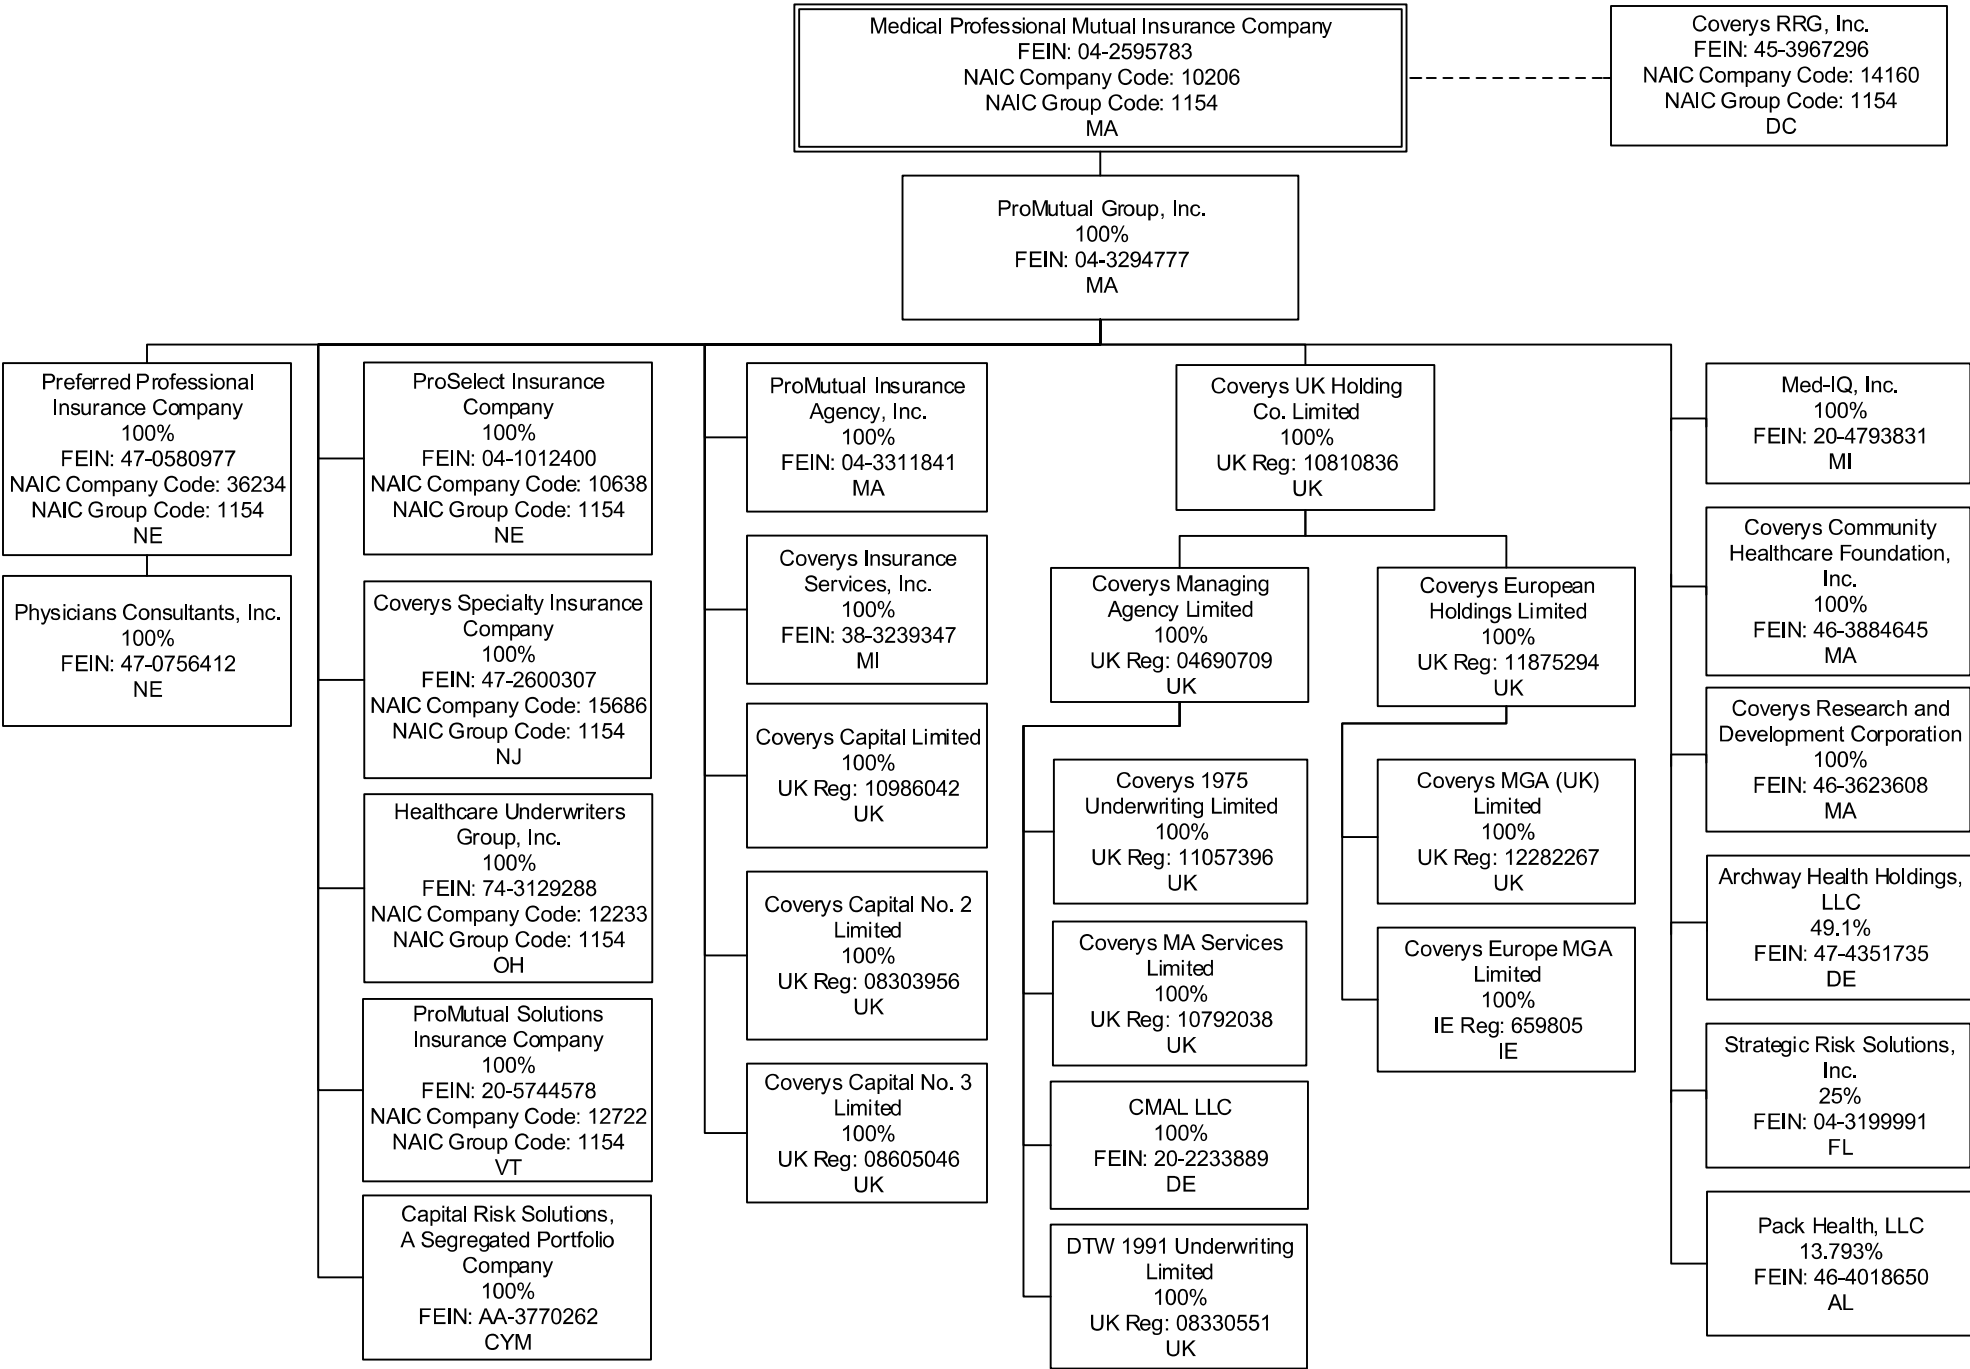 Medical Professional Mutual Insurance Company
FEIN: 04-2595783
NAIC Company Code: 10206
NAIC Group Code: 1154
MA
Coverys RRG, Inc.
FEIN: 45-3967296
NAIC Company Code: 14160
NAIC Group Code: 1154
DC
ProMutual Group, Inc.
100%
FEIN: 04-3294777
MA
Preferred Professional
Insurance Company
100%
FEIN: 47-0580977
NAIC Company Code: 36234
NAIC Group Code: 1154
NE
Physicians Consultants, Inc.
100%
FEIN: 47-0756412
NE
ProSelect Insurance
Company
100%
FEIN: 04-1012400
NAIC Company Code: 10638
NAIC Group Code: 1154
NE
Coverys Specialty Insurance
Company
100%
FEIN: 47-2600307
NAIC Company Code: 15686
NAIC Group Code: 1154
NJ
Healthcare Underwriters
Group, Inc.
100%
FEIN: 74-3129288
NAIC Company Code: 12233
NAIC Group Code: 1154
OH
ProMutual Solutions
Insurance Company
100%
FEIN: 20-5744578
NAIC Company Code: 12722
NAIC Group Code: 1154
VT
Capital Risk Solutions,
A Segregated Portfolio
Company
100%
FEIN: AA-3770262
CYM
ProMutual Insurance
Agency, Inc.
100%
FEIN: 04-3311841
MA
Coverys Insurance
Services, Inc.
100%
FEIN: 38-3239347
MI
Coverys Capital Limited
100%
UK Reg: 10986042
UK
Coverys Capital No. 2
Limited
100%
UK Reg: 08303956
UK
Coverys Capital No. 3
Limited
100%
UK Reg: 08605046
UK
Coverys UK Holding
Co. Limited
100%
UK Reg: 10810836
UK
Coverys Managing
Agency Limited
100%
UK Reg: 04690709
UK
Coverys 1975
Underwriting Limited
100%
UK Reg: 11057396
UK
Coverys MA Services
Limited
100%
UK Reg: 10792038
UK
CMAL LLC
100%
FEIN: 20-2233889
DE
DTW 1991 Underwriting
Limited
100%
UK Reg: 08330551
UK
Coverys European
Holdings Limited
100%
UK Reg: 11875294
UK
Coverys MGA (UK)
Limited
100%
UK Reg: 12282267
UK
Coverys Europe MGA
Limited
100%
IE Reg: 659805
IE
Med-IQ, Inc.
100%
FEIN: 20-4793831
MI
Coverys Community
Healthcare Foundation,
Inc.
100%
FEIN: 46-3884645
MA
Coverys Research and
Development Corporation
100%
FEIN: 46-3623608
MA
Archway Health Holdings,
LLC
49.1%
FEIN: 47-4351735
DE
Strategic Risk Solutions,
Inc.
25%
FEIN: 04-3199991
FL
Pack Health, LLC
13.793%
FEIN: 46-4018650
AL